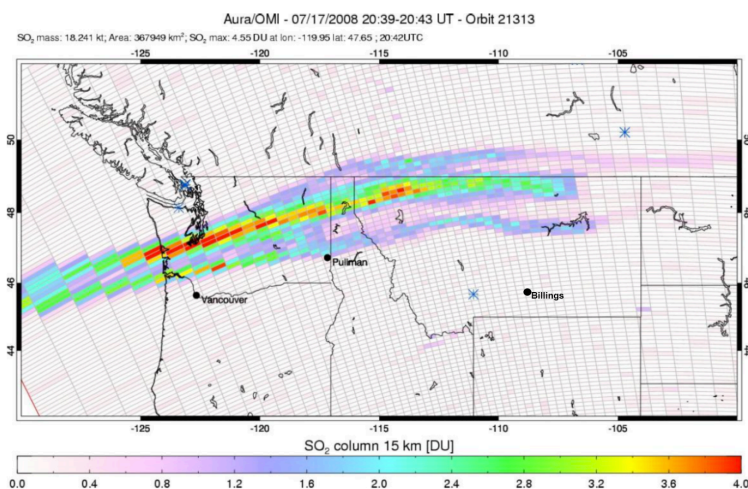 Aura/OMI - 07/17/2008 20:39-20:43 UT - Orbit 21313
SO2 mass: 18.241 kt; Area: 367949 km2; SO2 max: 4.55 DU at lon: -119.95 lat: 47.65 ; 20:42UTC
-125 -120 -115 -110 -105
50 50
48 48
46 46
44 44
Pullman
Billings
Vancouver
-125 -120 -115 -110 -105
SO2 column 15 km [DU]
0.0 0.4 0.8 1.2 1.6 2.0 2.4 2.8 3.2 3.6 4.0